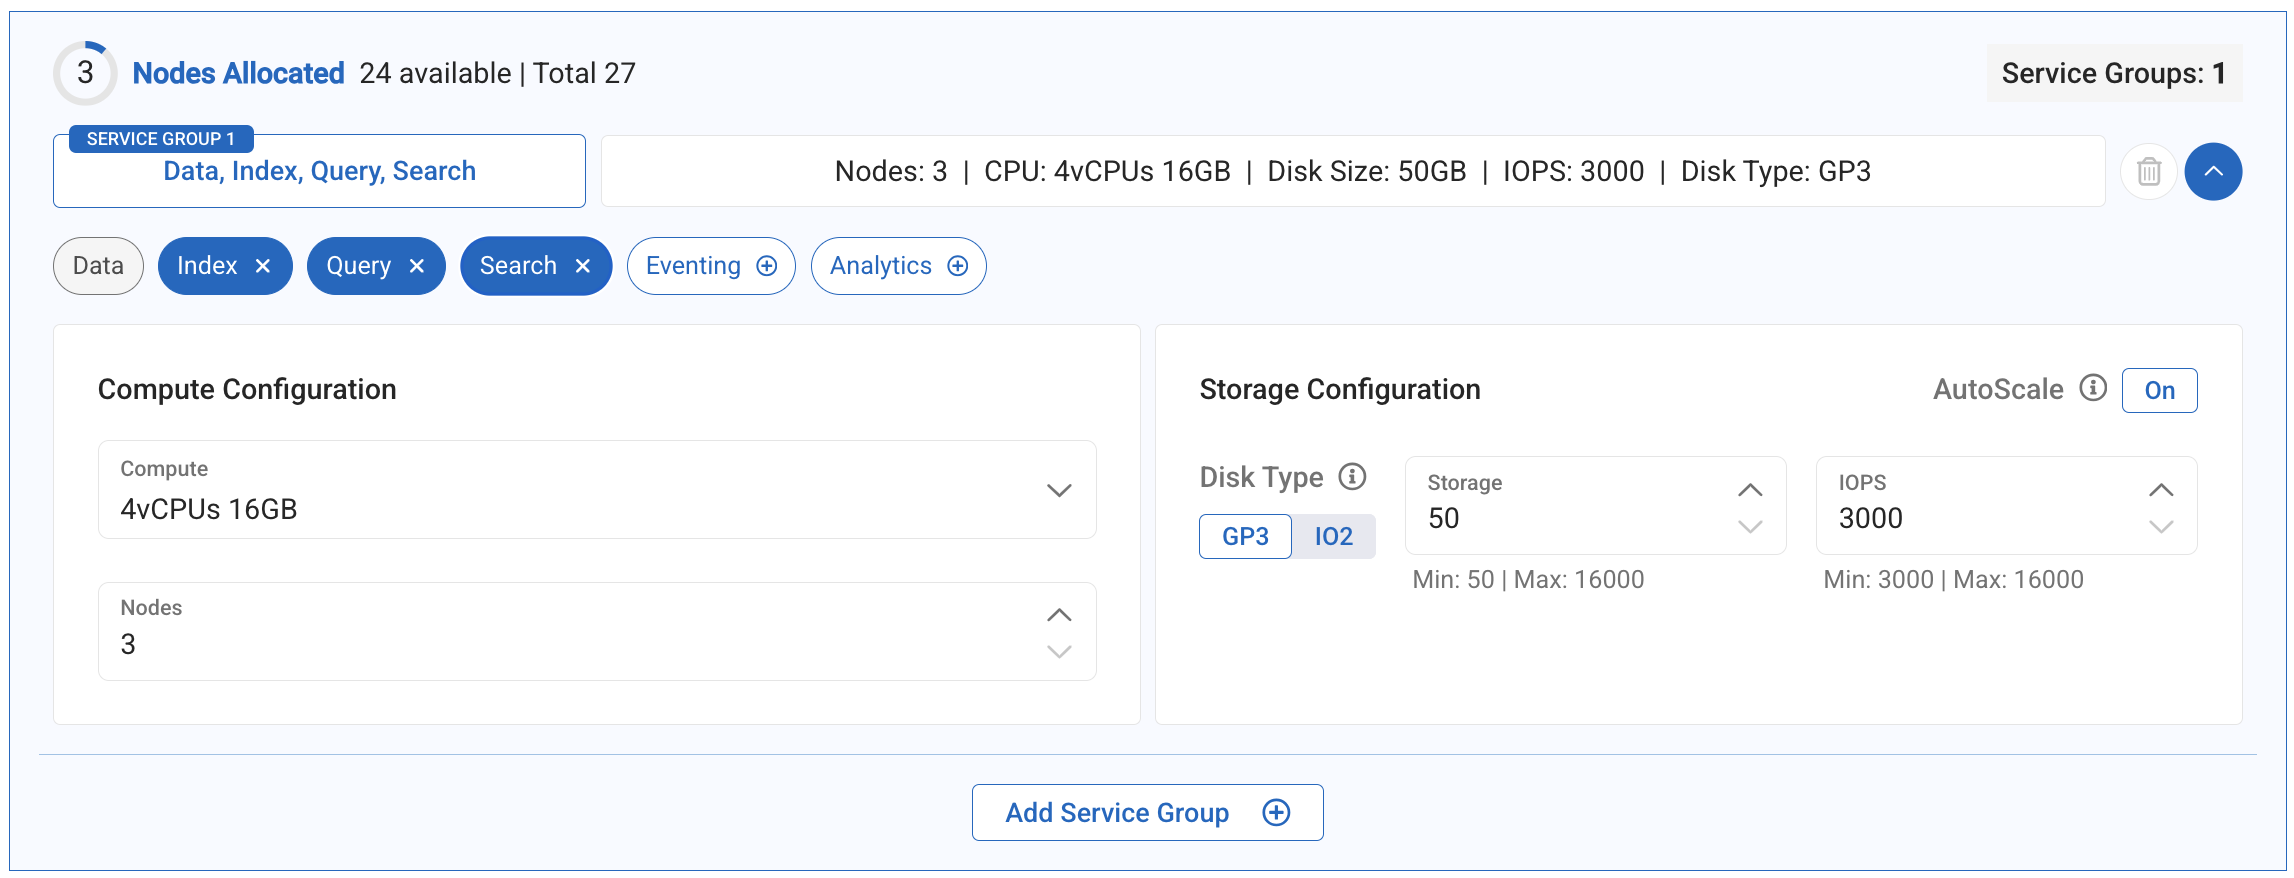 3 Nodes Allocated 24 available | Total 27 Service Groups: 1
SERVICE GROUP 1
Data, Index, Query, Search
Nodes: 3 | CPU: 4vCPUs 16GB | Disk Size: 50GB | IOPS: 3000 | Disk Type: GP3
Data Index Query Search Eventing Analytics
Compute Configuration
Compute
4vCPUs 16GB
Nodes
3
Storage Configuration AutoScale On
Disk Type
GP3 IO2
Storage
50
Min: 50 | Max: 16000
IOPS
3000
Min: 3000 | Max: 16000
Add Service Group